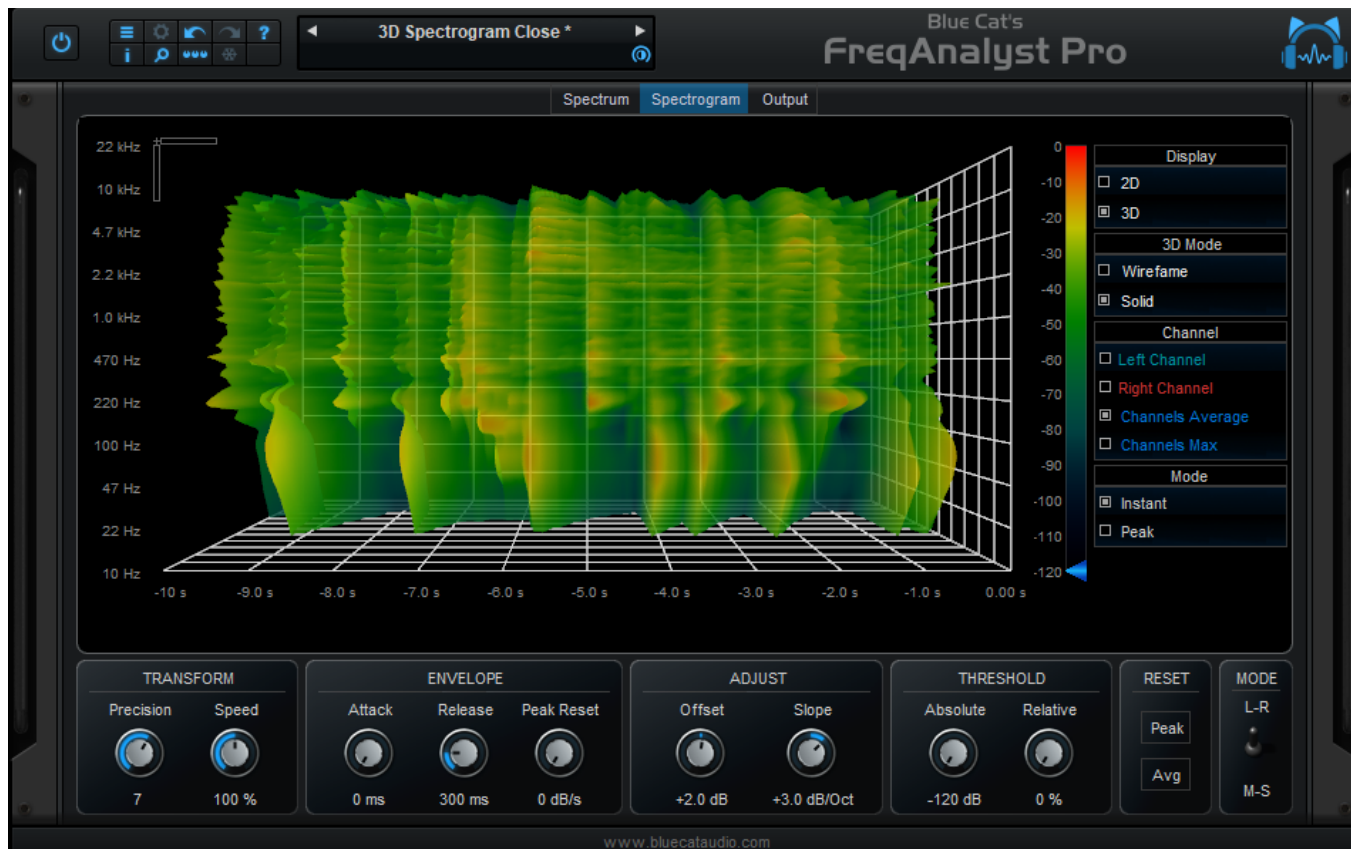 Blue Cat's
FreqAnalyst Pro
? i
3D Spectrogram Close *
Spectrum Spectrogram Output
22 kHz
10 kHz
4.7 kHz
2.2 kHz
1.0 kHz
470 Hz
220 Hz
100 Hz
47 Hz
22 Hz
10 Hz
-10 s -9.0 s -8.0 s -7.0 s -6.0 s -5.0 s -4.0 s -3.0 s -2.0 s -1.0 s 0.00 s
0
-10
-20
-30
-40
-50
-60
-70
-80
-90
-100
-110
-120
Display
2D
3D
3D Mode
Wirefame
Solid
Channel
Left Channel
Right Channel
Channels Average
Channels Max
Mode
Instant
Peak
TRANSFORM
Precision Speed
7 100 %
ENVELOPE
Attack Release Peak Reset
0 ms 300 ms 0 dB/s
ADJUST
Offset Slope
+2.0 dB +3.0 dB/Oct
THRESHOLD
Absolute Relative
-120 dB 0 %
RESET
Peak
Avg
MODE
L-R
M-S
www.bluecataudio.com